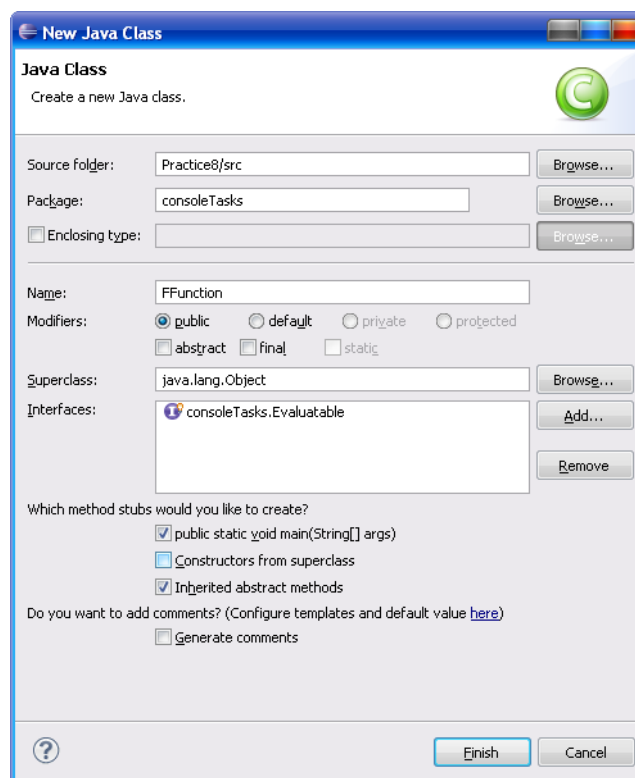 New Java Class
Java Class
Create a new Java class.
Source folder: Practice8/src Browse...
Package: consoleTasks Browse...
Enclosing type: Browse...
Name: FFunction
Modifiers: public default private protected
abstract final static
Superclass: java.lang.Object Browse...
Interfaces: consoleTasks.Evaluatable Add...
Remove
Which method stubs would you like to create?
public static void main(String[] args)
Constructors from superclass
Inherited abstract methods
Do you want to add comments? (Configure templates and default value here)
Generate comments
Finish Cancel